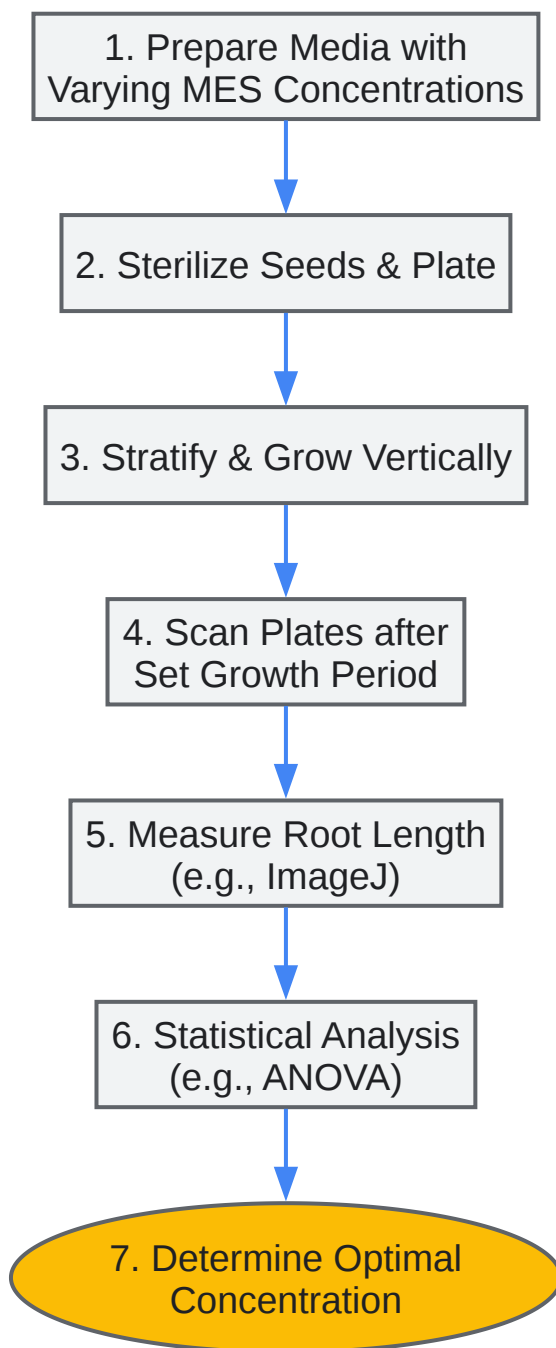 1. Prepare Media with
Varying MES Concentrations
2. Sterilize Seeds & Plate
3. Stratify & Grow Vertically
4. Scan Plates after
Set Growth Period
5. Measure Root Length
(e.g., ImageJ)
6. Statistical Analysis
(e.g., ANOVA)
7. Determine Optimal
Concentration